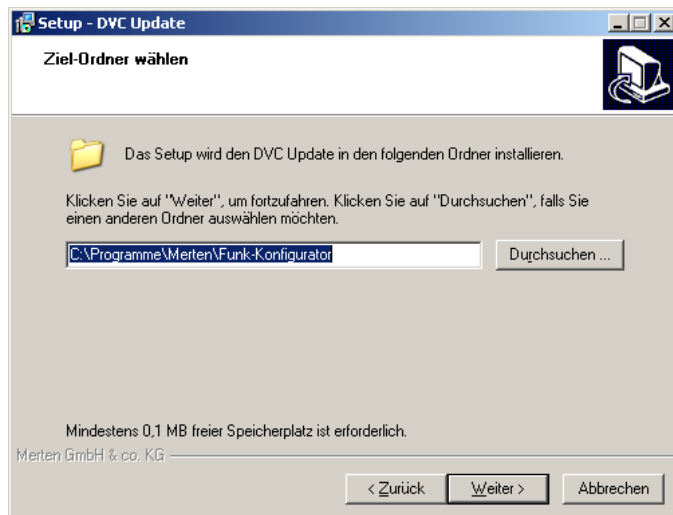 Setup - DVC Update
Ziel-Ordner wählen
Das Setup wird den DVC Update in den folgenden Ordner installieren.
Klicken Sie auf "Weiter", um fortzufahren. Klicken Sie auf "Durchsuchen", falls Sie
einen anderen Ordner auswählen möchten.
C:\Programme\Merten\Funk-Konfigurator
Durchsuchen ...
Mindestens 0,1 MB freier Speicherplatz ist erforderlich.
Merten GmbH & co. KG
< Zurück
Weiter >
Abbrechen